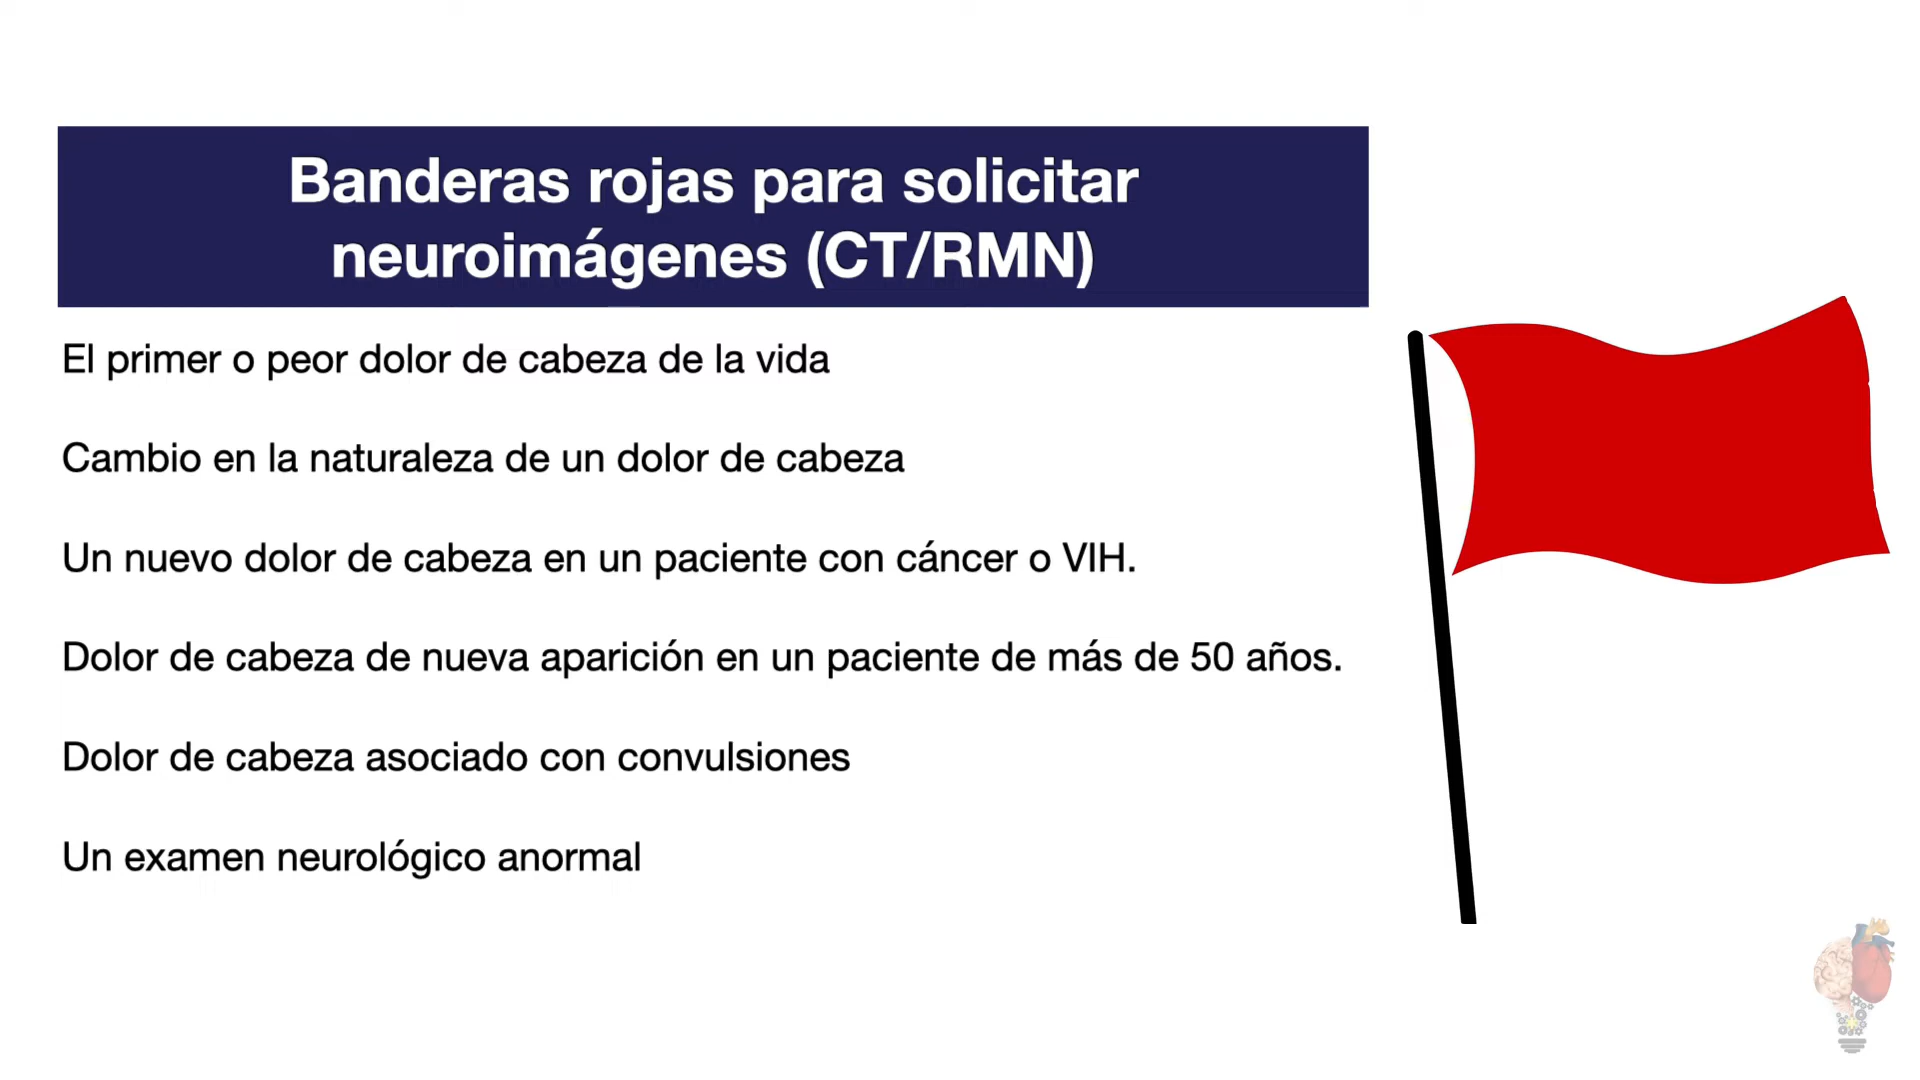 Banderas rojas para solicitar
neuroimágenes (CT/RMN)
El primer o peor dolor de cabeza de la vida
Cambio en la naturaleza de un dolor de cabeza
Un nuevo dolor de cabeza en un paciente con cáncer o VIH.
Dolor de cabeza de nueva aparición en un paciente de más de 50 años.
Dolor de cabeza asociado con convulsiones
Un examen neurológico anormal